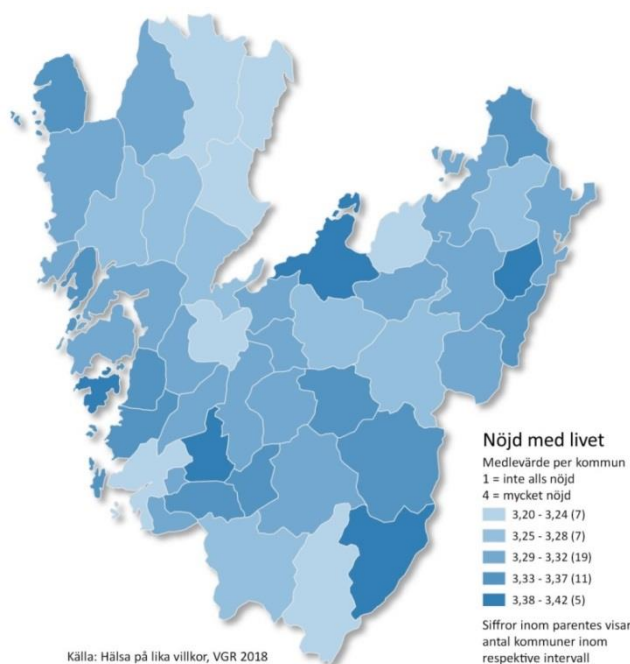 Nöjd med livet
Medlevärde per kommun
1 = inte alls nöjd
4 = mycket nöjd
3,20 - 3,24 (7)
3,25 - 3,28 (7)
3,29 - 3,32 (19)
3,33 - 3,37 (11)
3,38 - 3,42 (5)
Siffror inom parentes visar
antal kommuner inom
respektive intervall
Källa: Hälsa på lika villkor, VGR 2018